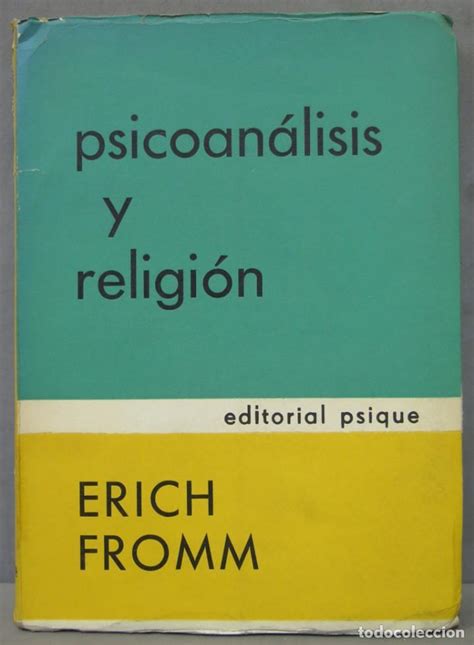 psicoanálisis
y
religión
editorial psique
ERICH
FROMM
todocoleccion